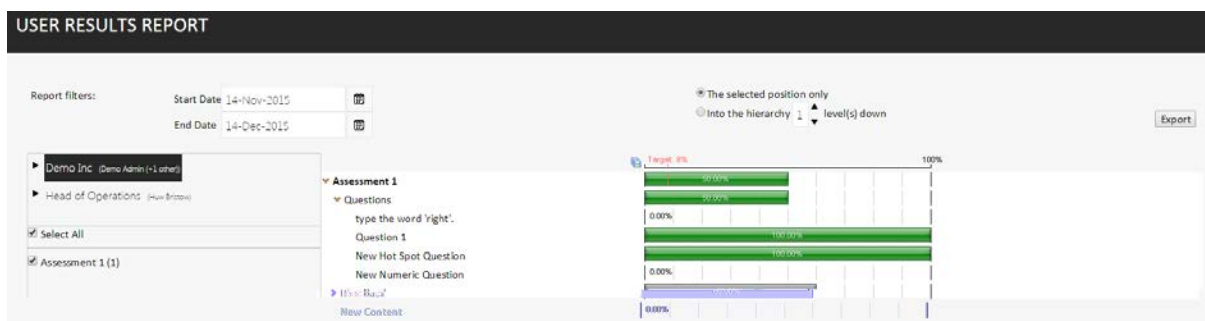 USER RESULTS REPORT
Report filters:
Start Date 14-Nov-2015
End Date 14-Dec-2015
The selected position only
Into the hierarchy 1 level(s) down
Export
Demo Inc (Demo Admin (+1 other))
Head of Operations
Select All
Assessment 1 (1)
Target: 8%
100%
Assessment 1
50.00%
Questions
50.00%
type the word 'right'.
0.00%
Question 1
100.00%
New Hot Spot Question
100.00%
New Numeric Question
0.00%
New Content
0.00%